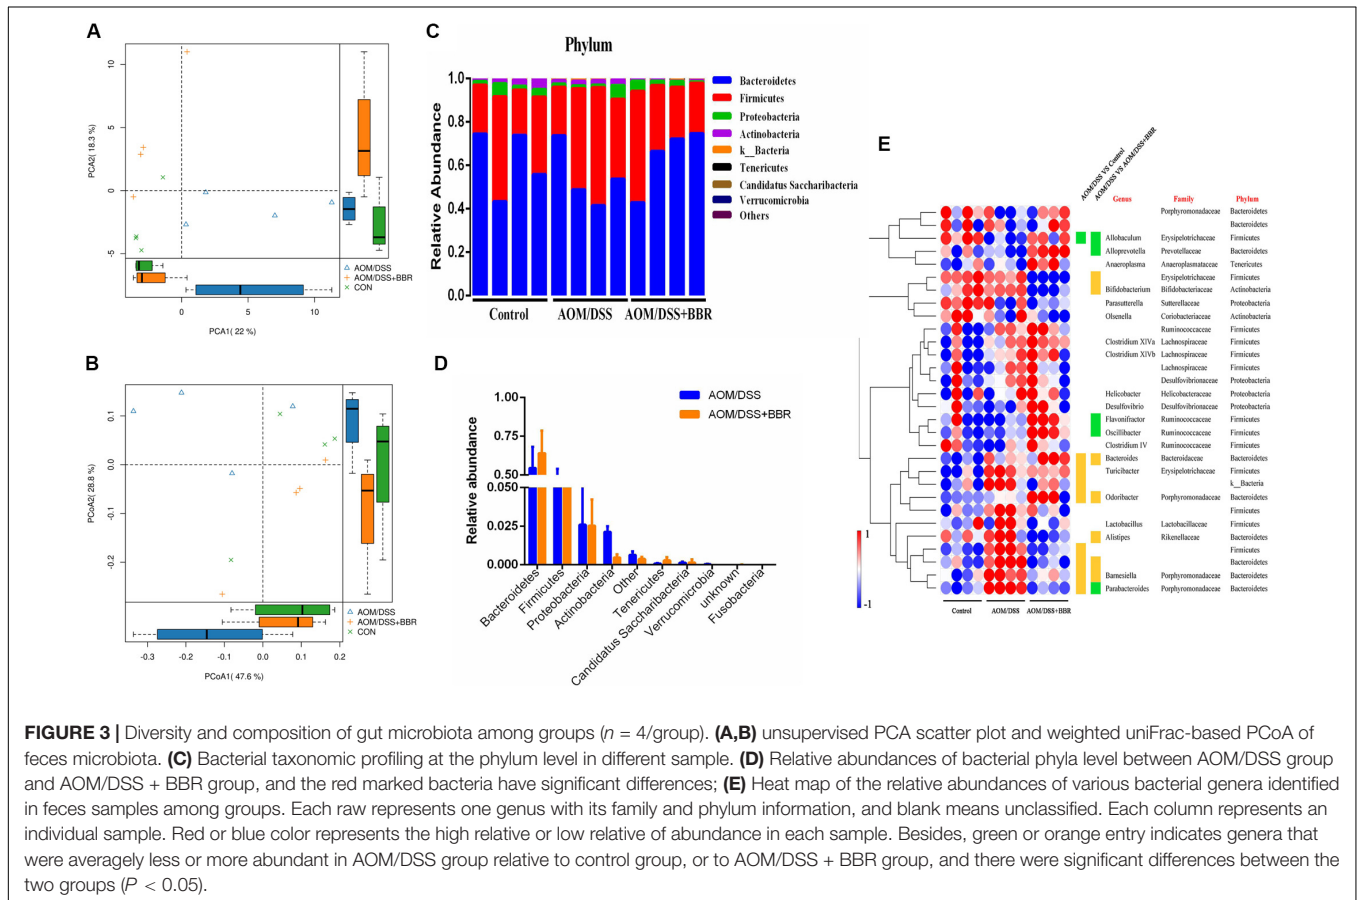 A
PCA2( 18.3 %)
10
5
0
-5
0
5
10
PCA1( 22 %)
AOM/DSS
AOM/DSS+BBR
CON
B
PCoA2( 28.8 %)
0.1
0.0
-0.1
-0.2
-0.3
-0.2
-0.1
0.0
0.1
0.2
PCoA1( 47.6 %)
AOM/DSS
AOM/DSS+BBR
CON
C
Phylum
Relative Abundance
1.0
0.8
0.6
0.4
0.2
0.0
Control
AOM/DSS
AOM/DSS+BBR
Bacteroidetes
Firmicutes
Proteobacteria
Actinobacteria
k__Bacteria
Tenericutes
Candidatus Saccharibacteria
Verrucomicrobia
Others
D
Relative abundance
1.00
0.75
0.50
0.050
0.025
0.000
AOM/DSS
AOM/DSS+BBR
Bacteroidetes
Firmicutes
Proteobacteria
Actinobacteria
Other
Tenericutes
Candidatus Saccharibacteria
Verrucomicrobia
unknown
Fusobacteria
E
AOM/DSS VS Control
AOM/DSS VS AOM/DSS+BBR
Genus Family Phylum
Porphyromonadaceae Bacteroidetes
Bacteroidetes
Allobaculum Erysipelotrichaceae Firmicutes
Alloprevotella Prevotellaceae Bacteroidetes
Anaeroplasma Anaeroplasmataceae Tenericutes
Erysipelotrichaceae Firmicutes
Bifidobacterium Bifidobacteriaceae Actinobacteria
Parasutterella Sutterellaceae Proteobacteria
Olsenella Coriobacteriaceae Actinobacteria
Ruminococcaceae Firmicutes
Clostridium XlVa Lachnospiraceae Firmicutes
Clostridium XlVb Lachnospiraceae Firmicutes
Lachnospiraceae Firmicutes
Desulfovibrionaceae Proteobacteria
Helicobacter Helicobacteraceae Proteobacteria
Desulfovibrio Desulfovibrionaceae Proteobacteria
Flavonifractor Ruminococcaceae Firmicutes
Oscillibacter Ruminococcaceae Firmicutes
Clostridium IV Ruminococcaceae Firmicutes
Bacteroides Bacteroidaceae Bacteroidetes
Turicibacter Erysipelotrichaceae Firmicutes
k__Bacteria
Odoribacter Porphyromonadaceae Bacteroidetes
Firmicutes
Lactobacillus Lactobacillaceae Firmicutes
Alistipes Rikenellaceae Bacteroidetes
Firmicutes
Bacteroidetes
Barnesiella Porphyromonadaceae Bacteroidetes
Parabacteroides Porphyromonadaceae Bacteroidetes
1
-1
Control
AOM/DSS
AOM/DSS+BBR
FIGURE 3 | Diversity and composition of gut microbiota among groups (n = 4/group). (A,B) unsupervised PCA scatter plot and weighted uniFrac-based PCoA of
feces microbiota. (C) Bacterial taxonomic profiling at the phylum level in different sample. (D) Relative abundances of bacterial phyla level between AOM/DSS group
and AOM/DSS + BBR group, and the red marked bacteria have significant differences; (E) Heat map of the relative abundances of various bacterial genera identified
in feces samples among groups. Each raw represents one genus with its family and phylum information, and blank means unclassified. Each column represents an
individual sample. Red or blue color represents the high relative or low relative of abundance in each sample. Besides, green or orange entry indicates genera that
were averagely less or more abundant in AOM/DSS group relative to control group, or to AOM/DSS + BBR group, and there were significant differences between the
two groups (P < 0.05).